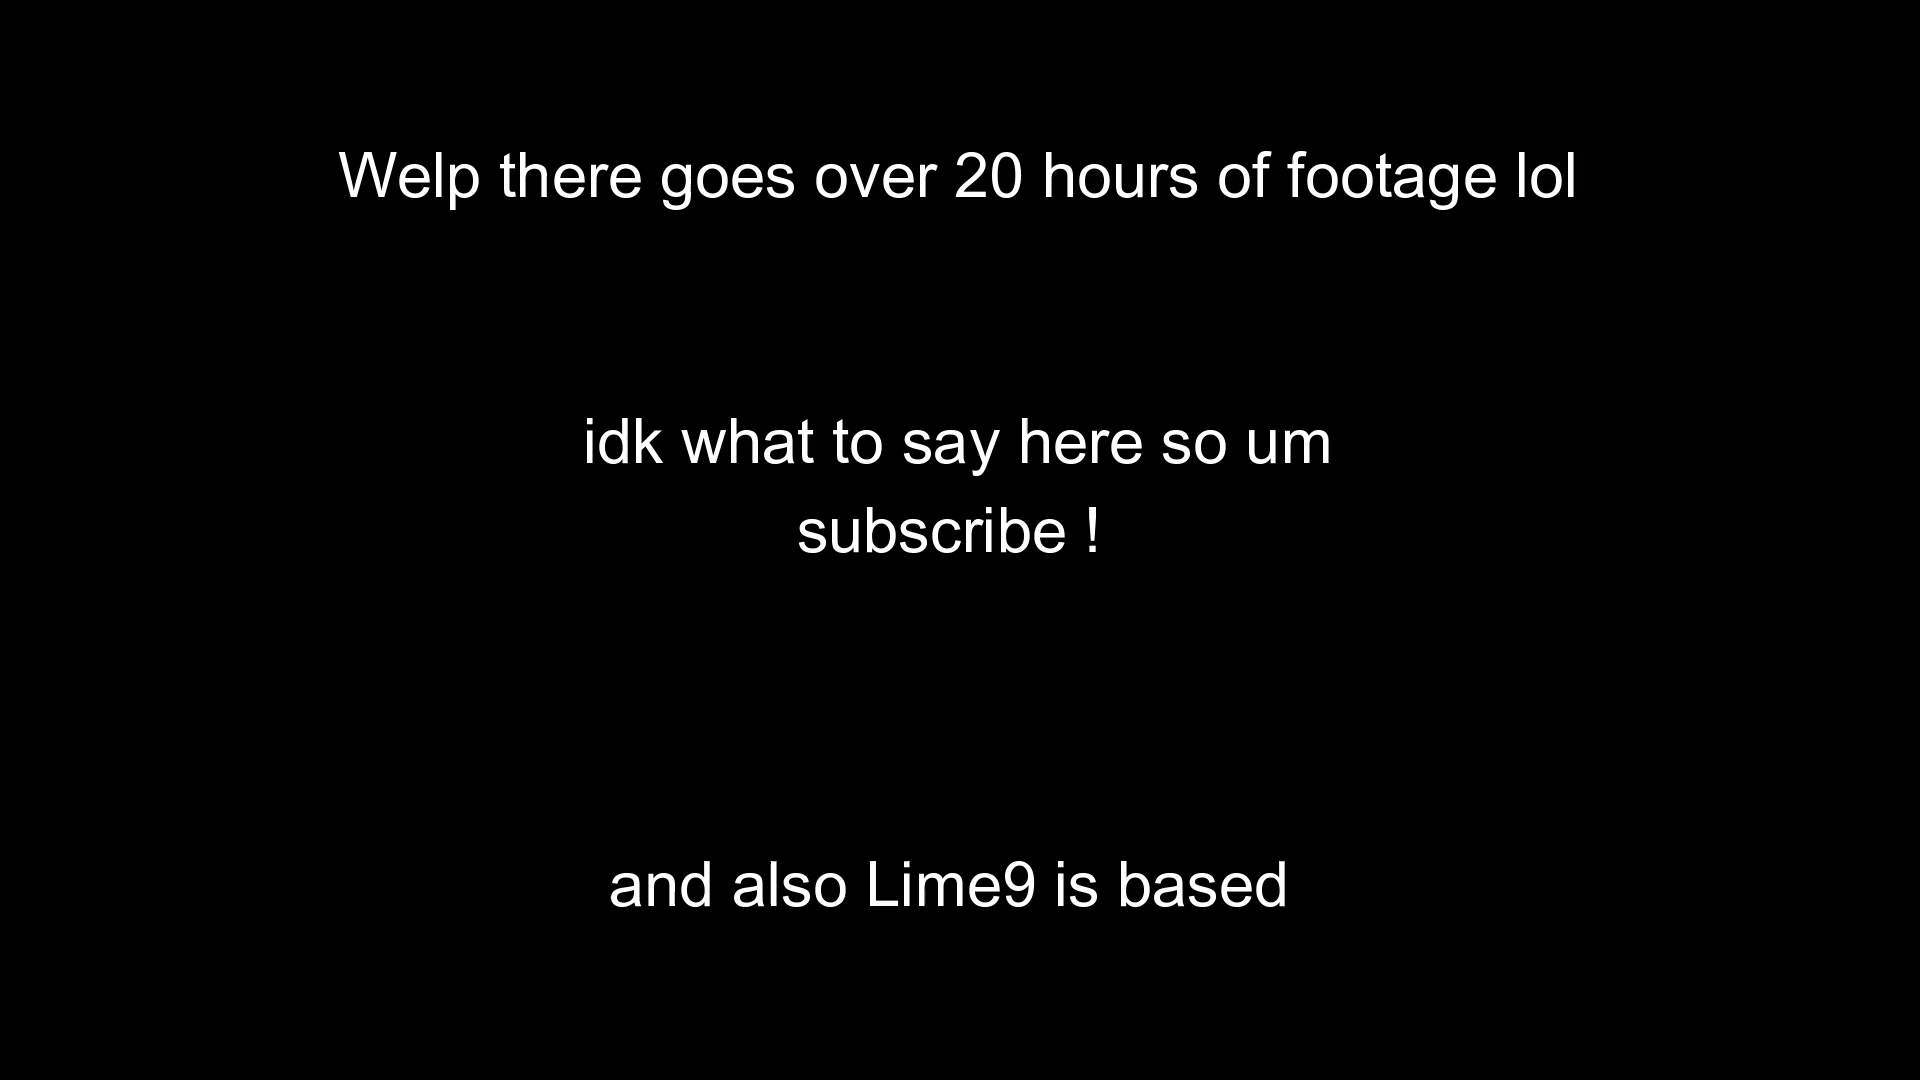 Welp there goes over 20 hours of footage lol
idk what to say here so um
subscribe !
and also Lime9 is based